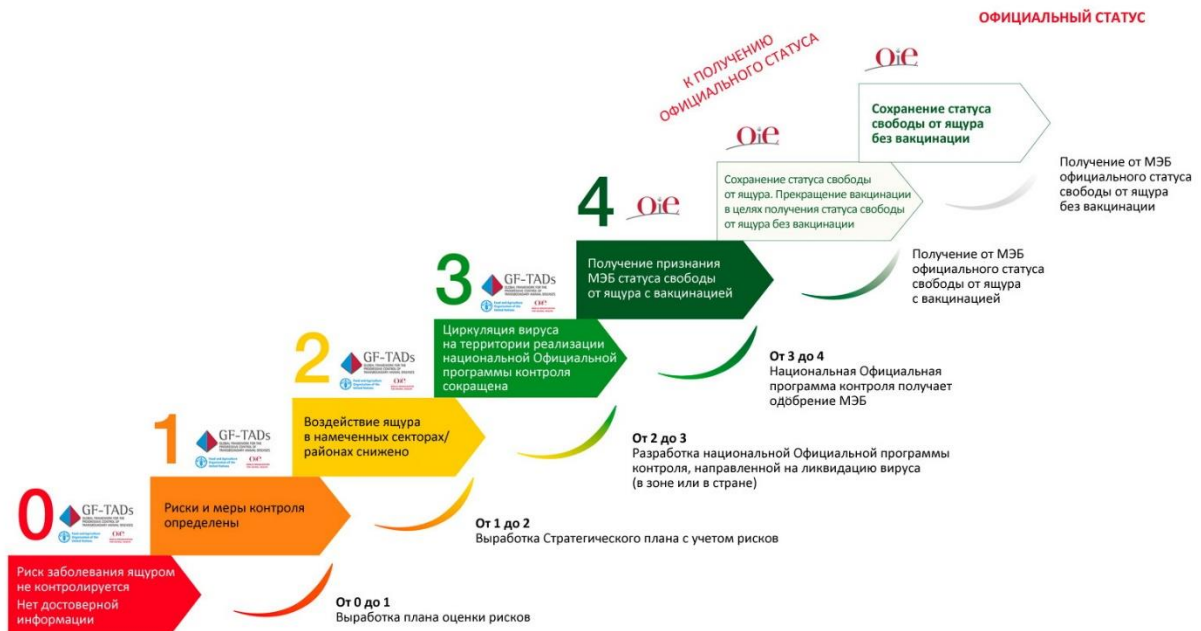 ОФИЦИАЛЬНЫЙ СТАТУС
К ПОЛУЧЕНИЮ
ОФИЦИАЛЬНОГО СТАТУСА
Oie
Сохранение статуса
свободы от ящура
без вакцинации
Получение от МЭБ
официального статуса
свободы от ящура
без вакцинации
Oie
Сохранение статуса свободы
от ящура. Прекращение вакцинации
в целях получения статуса свободы
от ящура без вакцинации
Получение от МЭБ
официального статуса
свободы от ящура
с вакцинацией
4
Oie
Получение признания
МЭБ статуса свободы
от ящура с вакцинацией
От 3 до 4
Национальная Официальная
программа контроля получает
одобрение МЭБ
3
GF-TADs
Oie
Циркуляция вируса
на территории реализации
национальной Официальной
программы контроля
сокращена
От 2 до 3
Разработка национальной Официальной программы
контроля, направленной на ликвидацию вируса
(в зоне или в стране)
2
GF-TADs
Oie
Воздействие ящура
в намеченных секторах/
районах снижено
От 1 до 2
Выработка Стратегического плана с учетом рисков
1
GF-TADs
Oie
Риски и меры контроля
определены
От 0 до 1
Выработка плана оценки рисков
0
GF-TADs
Oie
Риск заболевания ящуром
не контролируется
Нет достоверной
информации